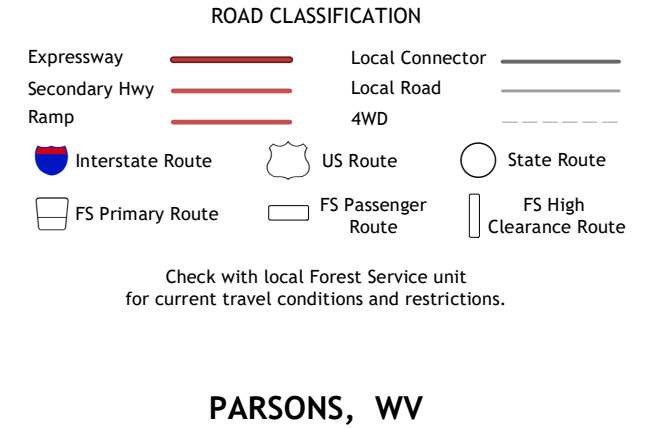 ROAD CLASSIFICATION
Expressway
Local Connector
Secondary Hwy
Local Road
Ramp
4WD
Interstate Route
US Route
State Route
FS Primary Route
FS Passenger
Route
FS High
Clearance Route
Check with local Forest Service unit
for current travel conditions and restrictions.
PARSONS, WV